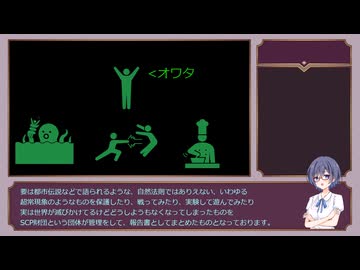 <オワタ
要は都市伝説などで語られるような、自然法則ではありえない、いわゆる
超常現象のようなものを保護したり、戦ってみたり、実験して遊んでみたり
実は世界が滅びかけてるけどどうしようもなくなってしまったものを
SCP財団という団体が管理をして、報告書としてまとめたものとなっております。